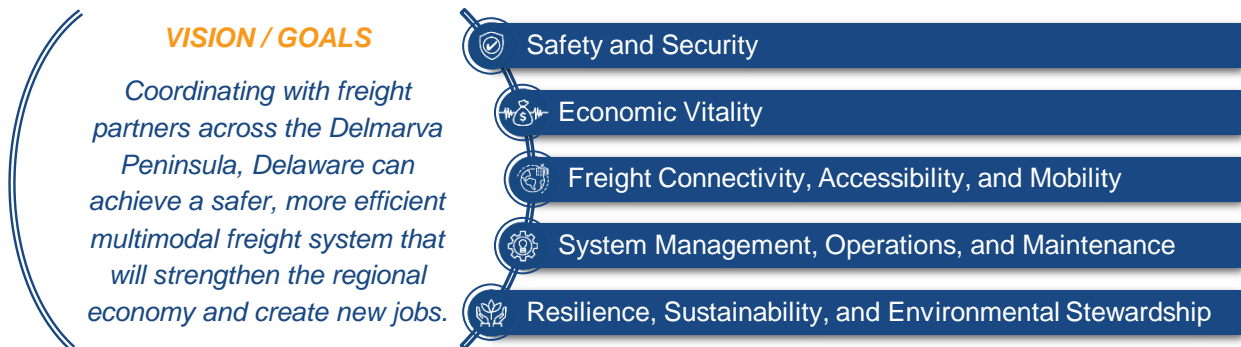 VISION / GOALS
Coordinating with freight
partners across the Delmarva
Peninsula, Delaware can
achieve a safer, more efficient
multimodal freight system that
will strengthen the regional
economy and create new jobs.
Safety and Security
Economic Vitality
Freight Connectivity, Accessibility, and Mobility
System Management, Operations, and Maintenance
Resilience, Sustainability, and Environmental Stewardship